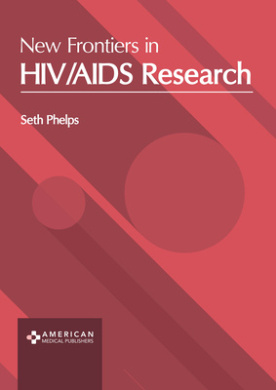 New Frontiers in
HIV/AIDS Research
Seth Phelps
AMERICAN
MEDICAL PUBLISHERS